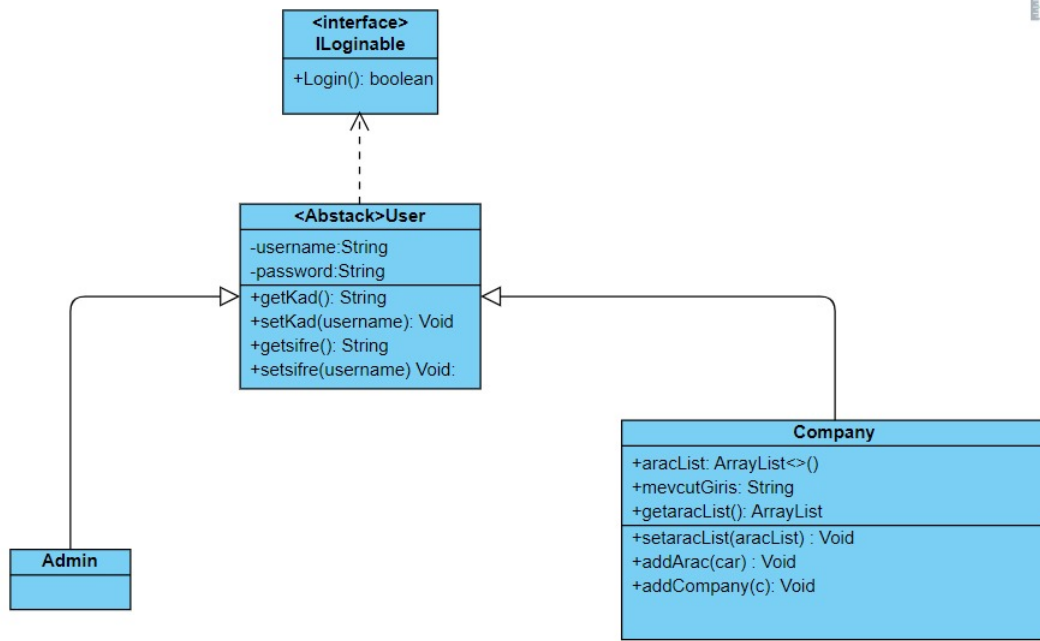 <interface>
ILoginable
+Login(): boolean
<Abstack>User
-username:String
-password:String
+getKad(): String
+setKad(username): Void
+getsifre(): String
+setsifre(username) Void:
Company
+aracList: ArrayList<>()
+mevcutGiris: String
+getaracList(): ArrayList
+setaracList(aracList) : Void
+addArac(car) : Void
+addCompany(c): Void
Admin